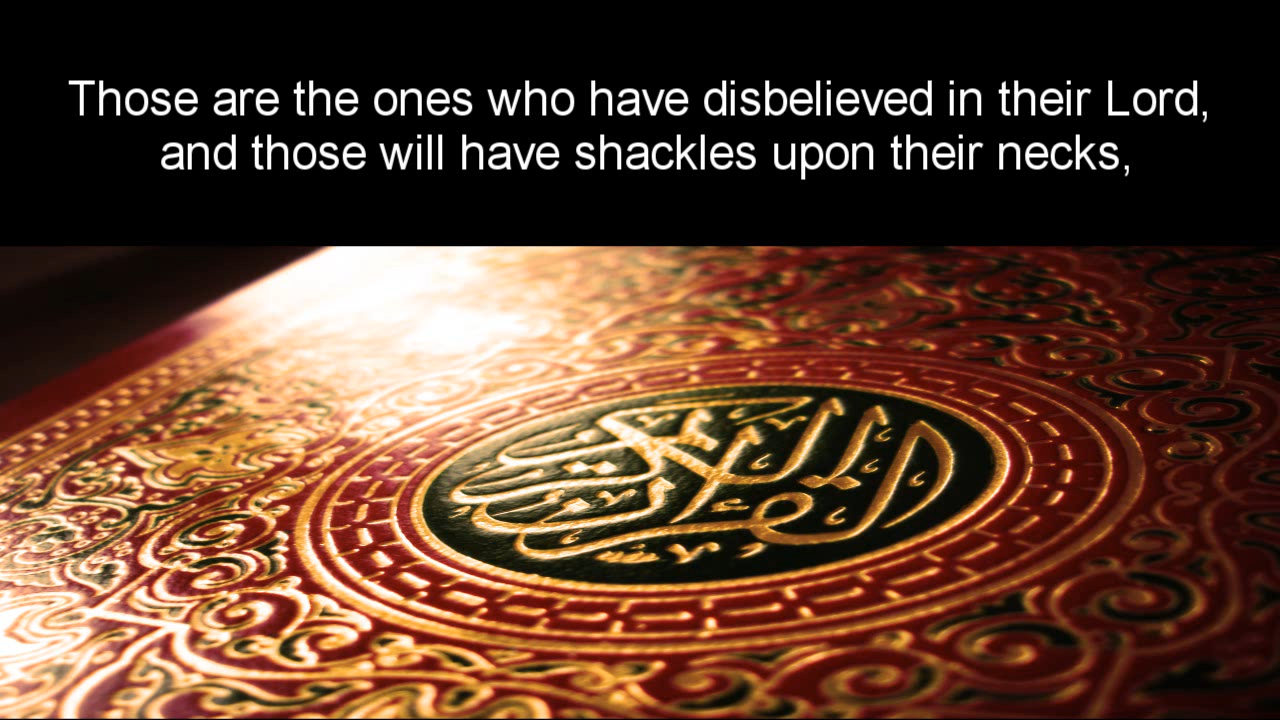 Those are the ones who have disbelieved in their Lord,
and those will have shackles upon their necks,
القرآن الكريم